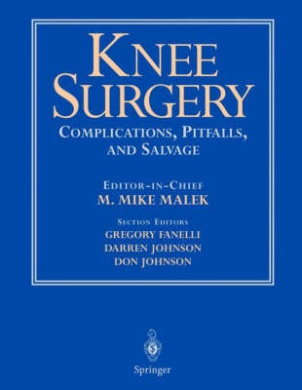 KNEE
SURGERY
COMPLICATIONS, PITFALLS,
AND SALVAGE
EDITOR-IN-CHIEF
M. MIKE MALEK
SECTION EDITORS
GREGORY FANELLI
DARREN JOHNSON
DON JOHNSON
Springer